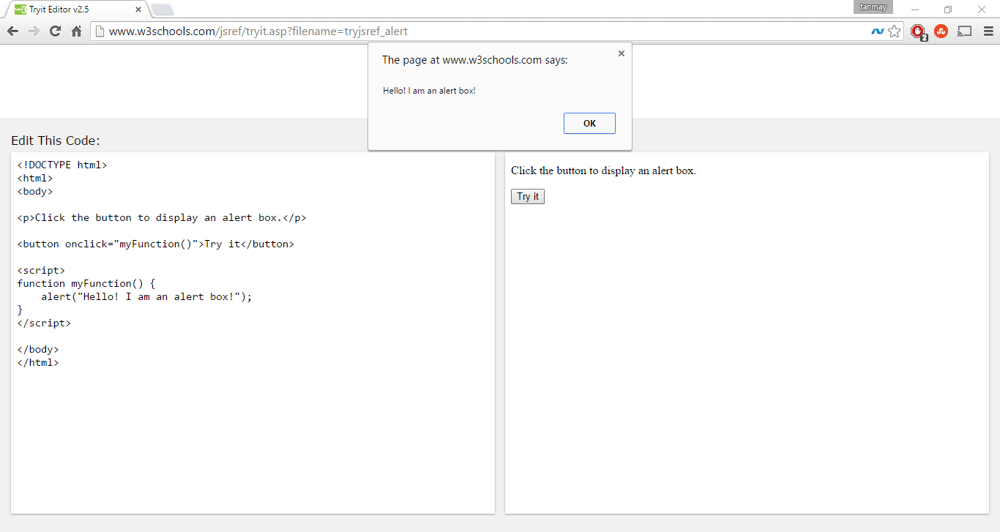 Tryit Editor v2.5
tanmay
www.w3schools.com/jsref/tryit.asp?filename=tryjsref_alert
2
The page at www.w3schools.com says:
Hello! I am an alert box!
OK
Edit This Code:
<!DOCTYPE html>
<html>
<body>
<p>Click the button to display an alert box.</p>
<button onclick="myFunction()">Try it</button>
<script>
function myFunction() {
    alert("Hello! I am an alert box!");
}
</script>
</body>
</html>
Click the button to display an alert box.
Try it